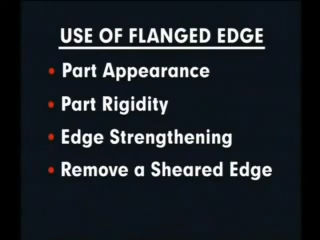 USE OF FLANGED EDGE
• Part Appearance
• Part Rigidity
• Edge Strengthening
• Remove a Sheared Edge